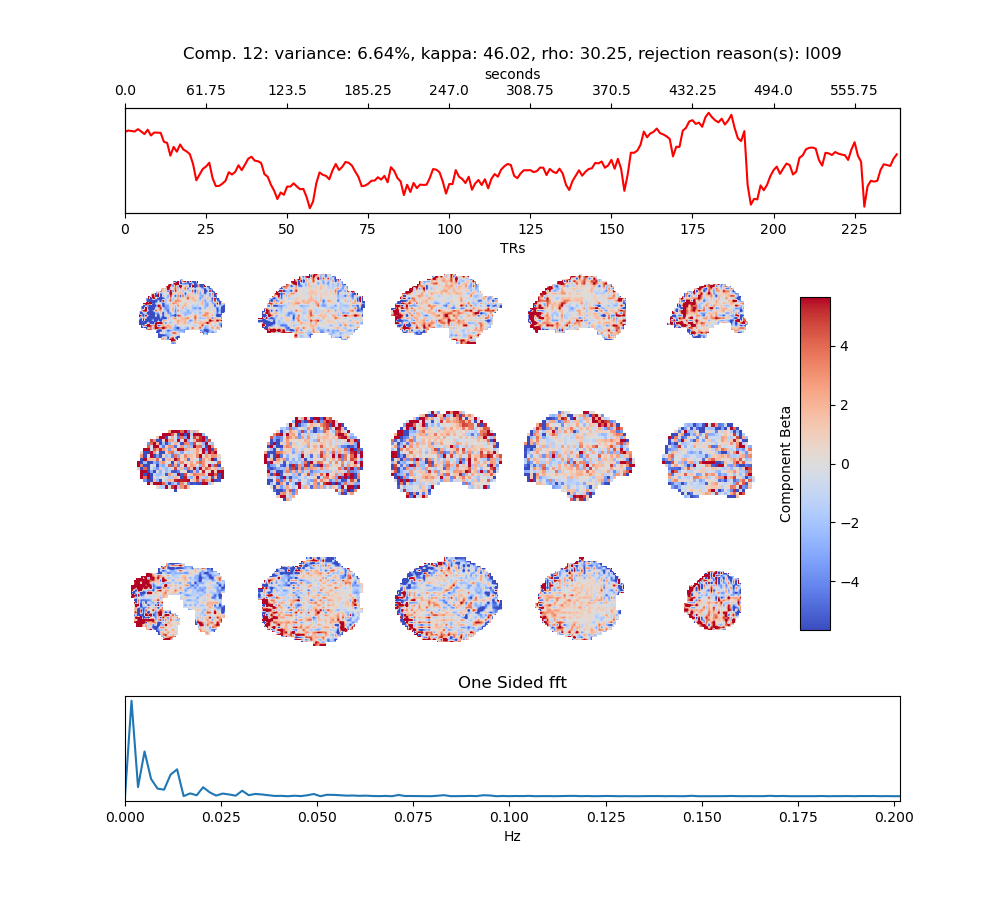 Comp. 12: variance: 6.64%, kappa: 46.02, rho: 30.25, rejection reason(s): I009
seconds
0.0 61.75 123.5 185.25 247.0 308.75 370.5 432.25 494.0 555.75
0 25 50 75 100 125 150 175 200 225
TRs
4
2
0
−2
−4
Component Beta
One Sided fft
0.000 0.025 0.050 0.075 0.100 0.125 0.150 0.175 0.200
Hz